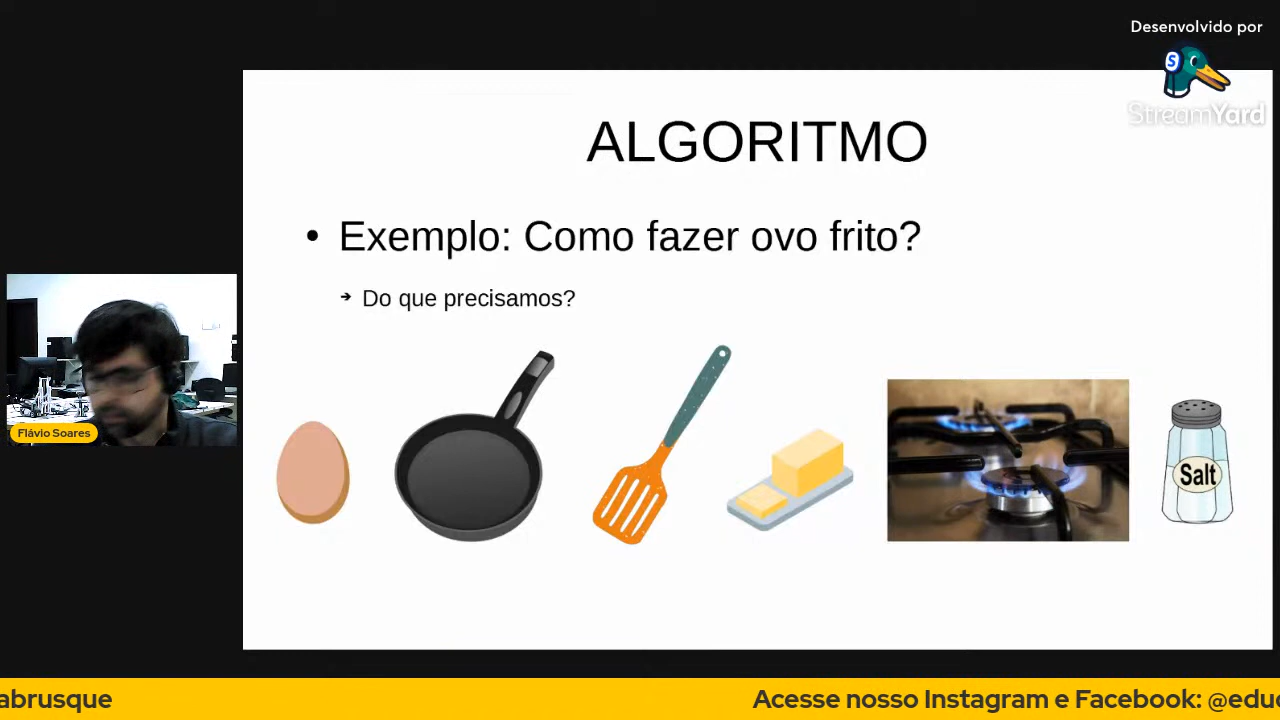 Desenvolvido por
StreamYard
ALGORITMO
• Exemplo: Como fazer ovo frito?
➔ Do que precisamos?
Salt
Flávio Soares
abrusque
Acesse nosso Instagram e Facebook: @educ